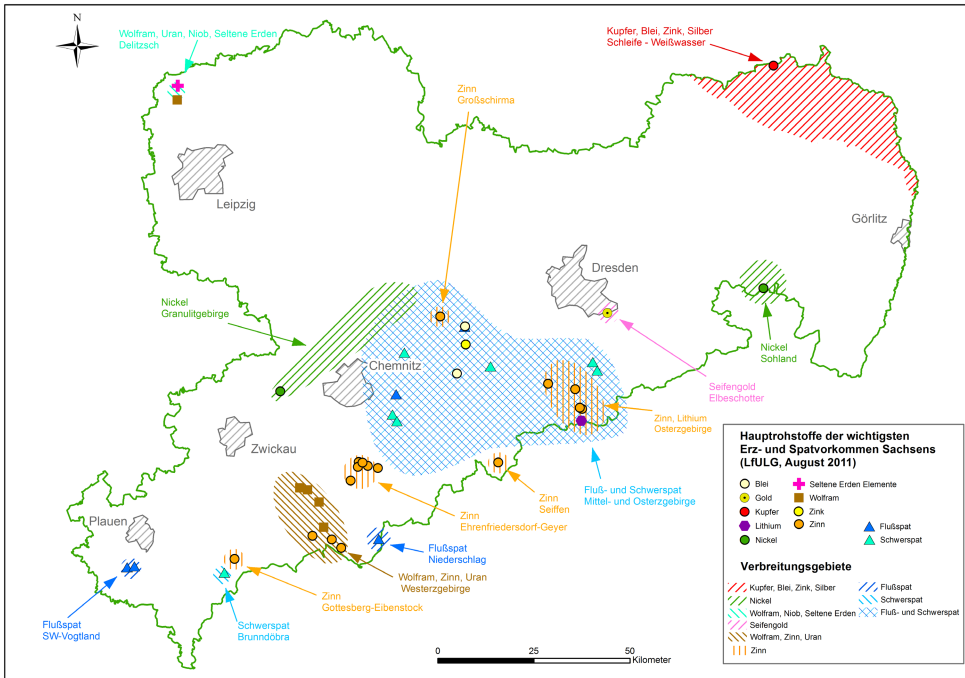 N
Wolfram, Uran, Niob, Seltene Erden
Delitzsch
Kupfer, Blei, Zink, Silber
Schleife - Weißwasser
Zinn
Großschirma
Leipzig
Görlitz
Dresden
Nickel
Granulitgebirge
Nickel
Sohland
Chemnitz
Seifengold
Elbeschotter
Zinn, Lithium
Osterzgebirge
Zwickau
Fluß- und Schwerspat
Mittel- und Osterzgebirge
Zinn
Seiffen
Zinn
Ehrenfriedersdorf-Geyer
Plauen
Flußspat
Niederschlag
Wolfram, Zinn, Uran
Westerzgebirge
Zinn
Gottesberg-Eibenstock
Flußspat
SW-Vogtland
Schwerspat
Brunndöbra
0 25 50
Kilometer
Hauptrohstoffe der wichtigsten
Erz- und Spatvorkommen Sachsens
(LfULG, August 2011)
Blei
Gold
Kupfer
Lithium
Nickel
Seltene Erden Elemente
Wolfram
Zink
Zinn
Flußspat
Schwerspat
Verbreitungsgebiete
Kupfer, Blei, Zink, Silber
Nickel
Wolfram, Niob, Seltene Erden
Seifengold
Wolfram, Zinn, Uran
Zinn
Flußspat
Schwerspat
Fluß- und Schwerspat